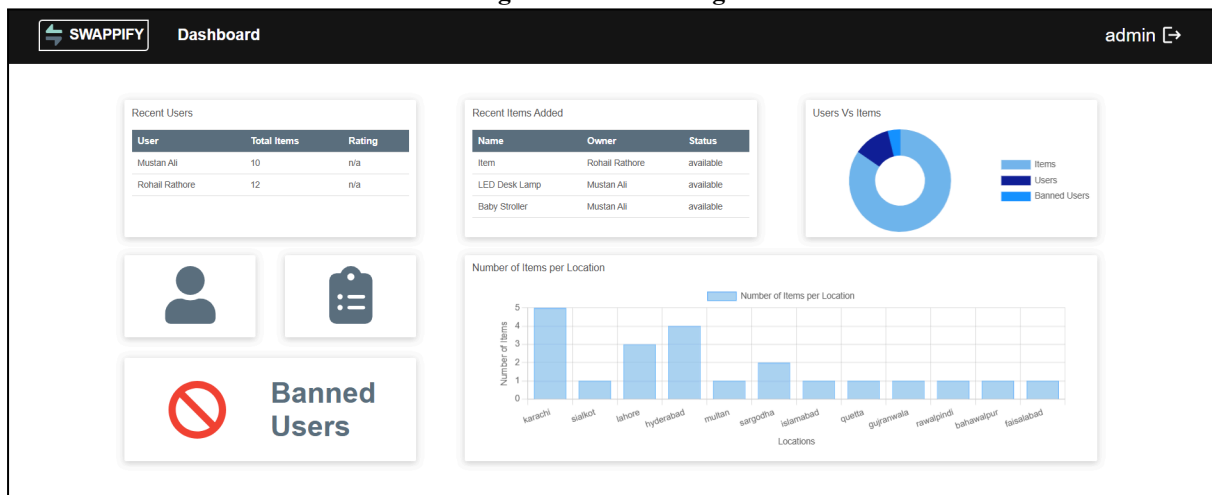 SWAPPIFY Dashboard admin
Recent Users
User Total Items Rating
Mustan Ali 10 n/a
Rohail Rathore 12 n/a
Recent Items Added
Name Owner Status
Item Rohail Rathore available
LED Desk Lamp Mustan Ali available
Baby Stroller Mustan Ali available
Users Vs Items
Items
Users
Banned Users
Banned
Users
Number of Items per Location
Number of Items per Location
Number of Items
5
4
3
2
1
0
karachi sialkot lahore hyderabad multan sargodha islamabad quetta gujranwala rawalpindi bahawalpur faisalabad
Locations